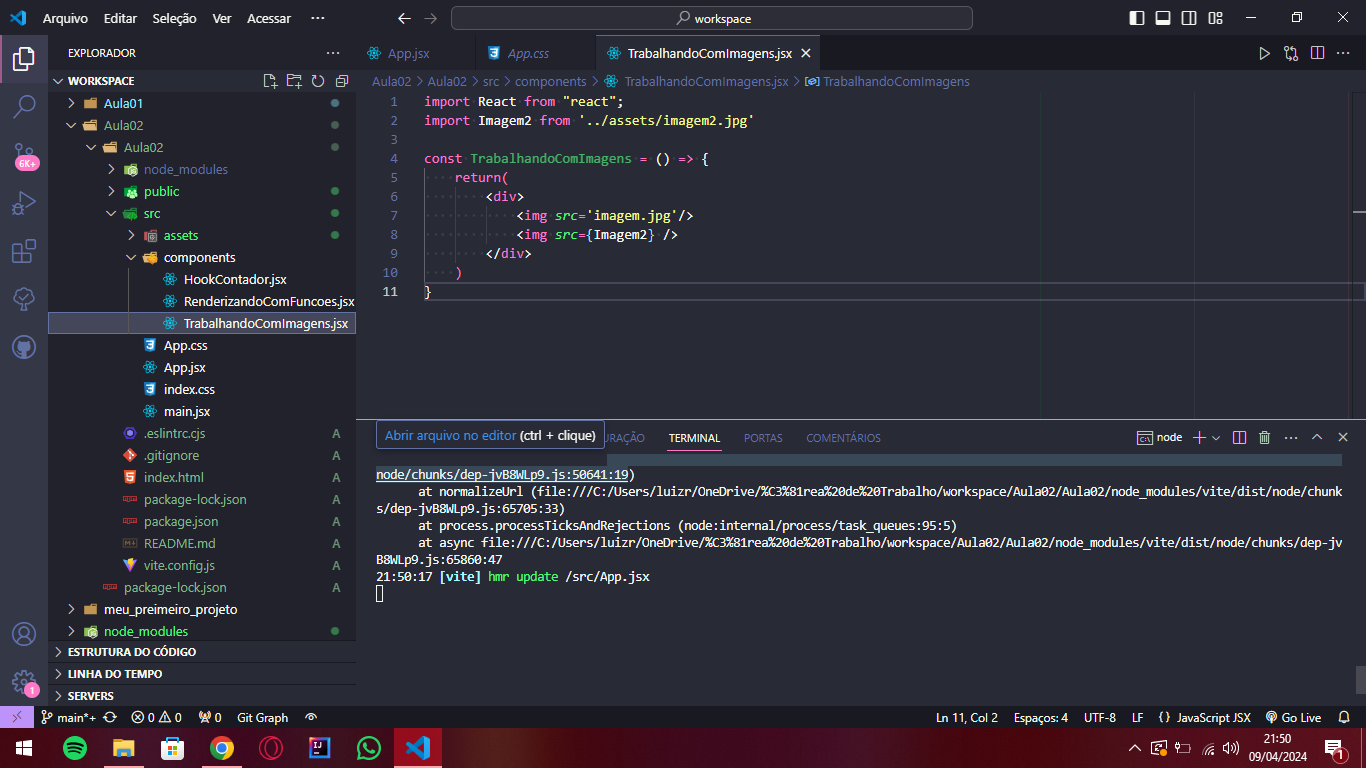 Arquivo Editar Seleção Ver Acessar ···
workspace
EXPLORADOR ···
WORKSPACE
Aula01
Aula02
Aula02
node_modules
public
src
assets
components
HookContador.jsx
RenderizandoComFuncoes.jsx
TrabalhandoComImagens.jsx
App.css
App.jsx
index.css
main.jsx
.eslintrc.cjs A
.gitignore A
index.html A
package-lock.json A
package.json A
README.md A
vite.config.js A
package-lock.json A
meu_preimeiro_projeto
node_modules
ESTRUTURA DO CÓDIGO
LINHA DO TEMPO
SERVERS
6K+
1
App.jsx App.css TrabalhandoComImagens.jsx
Aula02 > Aula02 > src > components > TrabalhandoComImagens.jsx > TrabalhandoComImagens
1 import React from "react";
2 import Imagem2 from '../assets/imagem2.jpg'
3
4 const TrabalhandoComImagens = () => {
5 return(
6 <div>
7 <img src='imagem.jpg'/>
8 <img src={Imagem2} />
9 </div>
10 )
11 }
Abrir arquivo no editor (ctrl + clique) URAÇÃO TERMINAL PORTAS COMENTÁRIOS node
node/chunks/dep-jvB8WLp9.js:50641:19)
at normalizeUrl (file:///C:/Users/luizr/OneDrive/%C3%81rea%20de%20Trabalho/workspace/Aula02/Aula02/node_modules/vite/dist/node/chunk
s/dep-jvB8WLp9.js:65705:33)
at process.processTicksAndRejections (node:internal/process/task_queues:95:5)
at async file:///C:/Users/luizr/OneDrive/%C3%81rea%20de%20Trabalho/workspace/Aula02/Aula02/node_modules/vite/dist/node/chunks/dep-jv
B8WLp9.js:65860:47
21:50:17 [vite] hmr update /src/App.jsx
main*+ 0 0 0 Git Graph Ln 11, Col 2 Espaços: 4 UTF-8 LF {} JavaScript JSX Go Live
21:50
09/04/2024
1